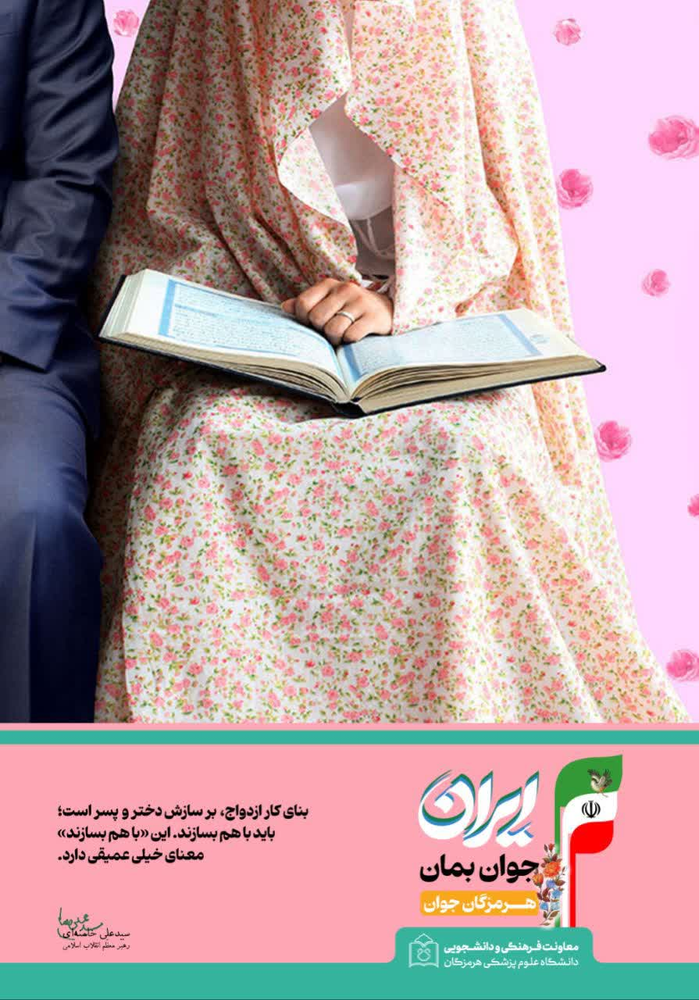 ایران
جوان بمان
هرمزگان جوان
معاونت فرهنگی و دانشجویی
دانشگاه علوم پزشکی هرمزگان
بنای کار ازدواج، بر سازش دختر و پسر است؛
باید با هم بسازند. این «با هم بسازند»
معنای خیلی عمیقی دارد.
سیدعلی خامنه‌ای
رهبر معظم انقلاب اسلامی